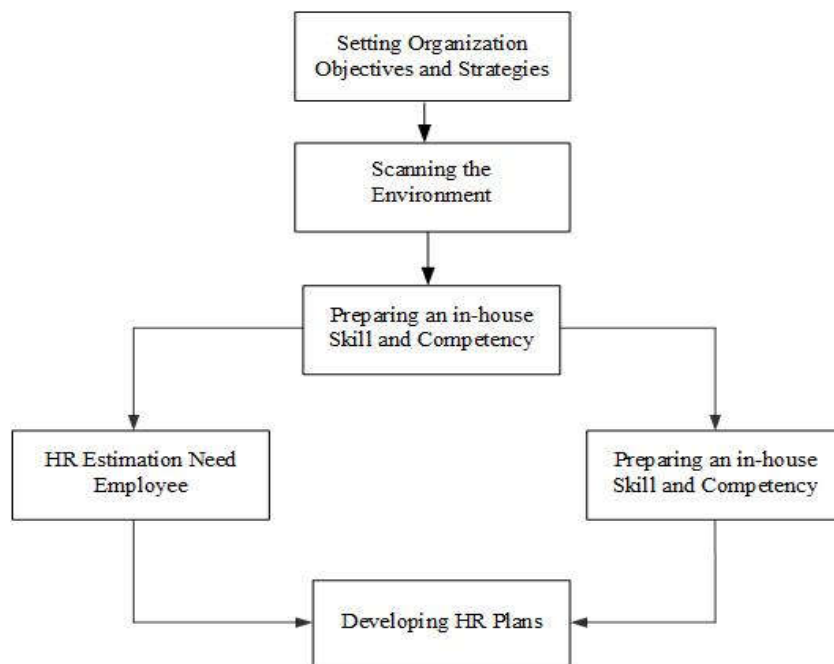 Setting Organization
Objectives and Strategies
Scanning the
Environment
Preparing an in-house
Skill and Competency
HR Estimation Need
Employee
Preparing an in-house
Skill and Competency
Developing HR Plans